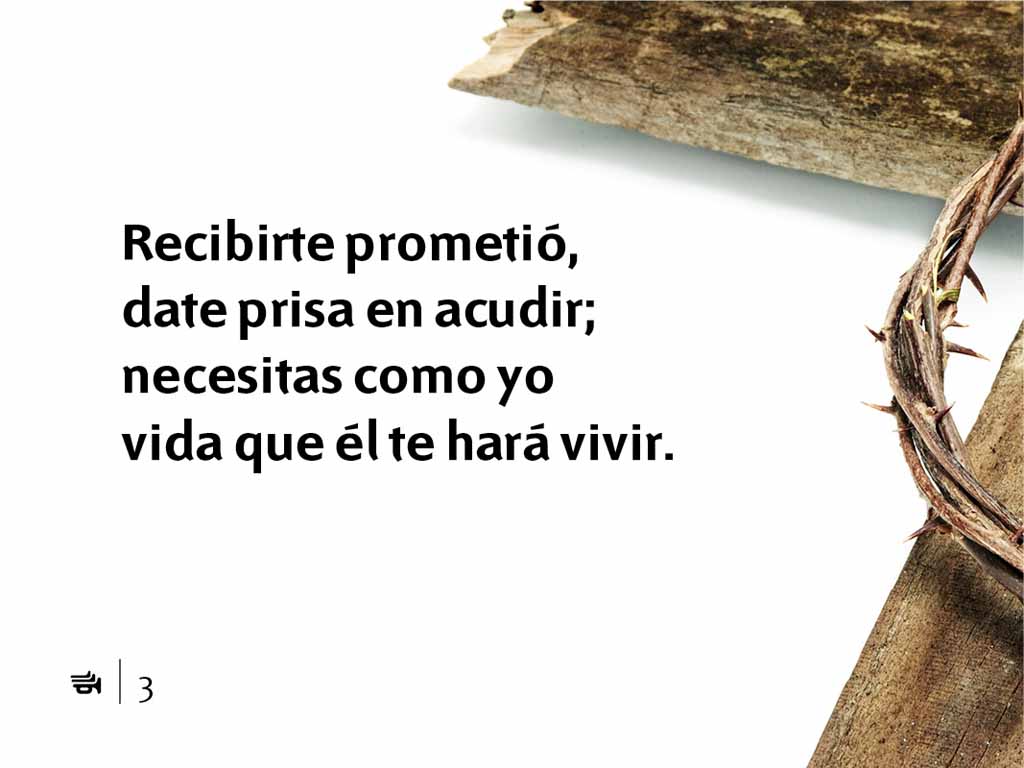 Recibirte prometió,
date prisa en acudir;
necesitas como yo
vida que él te hará vivir.
3